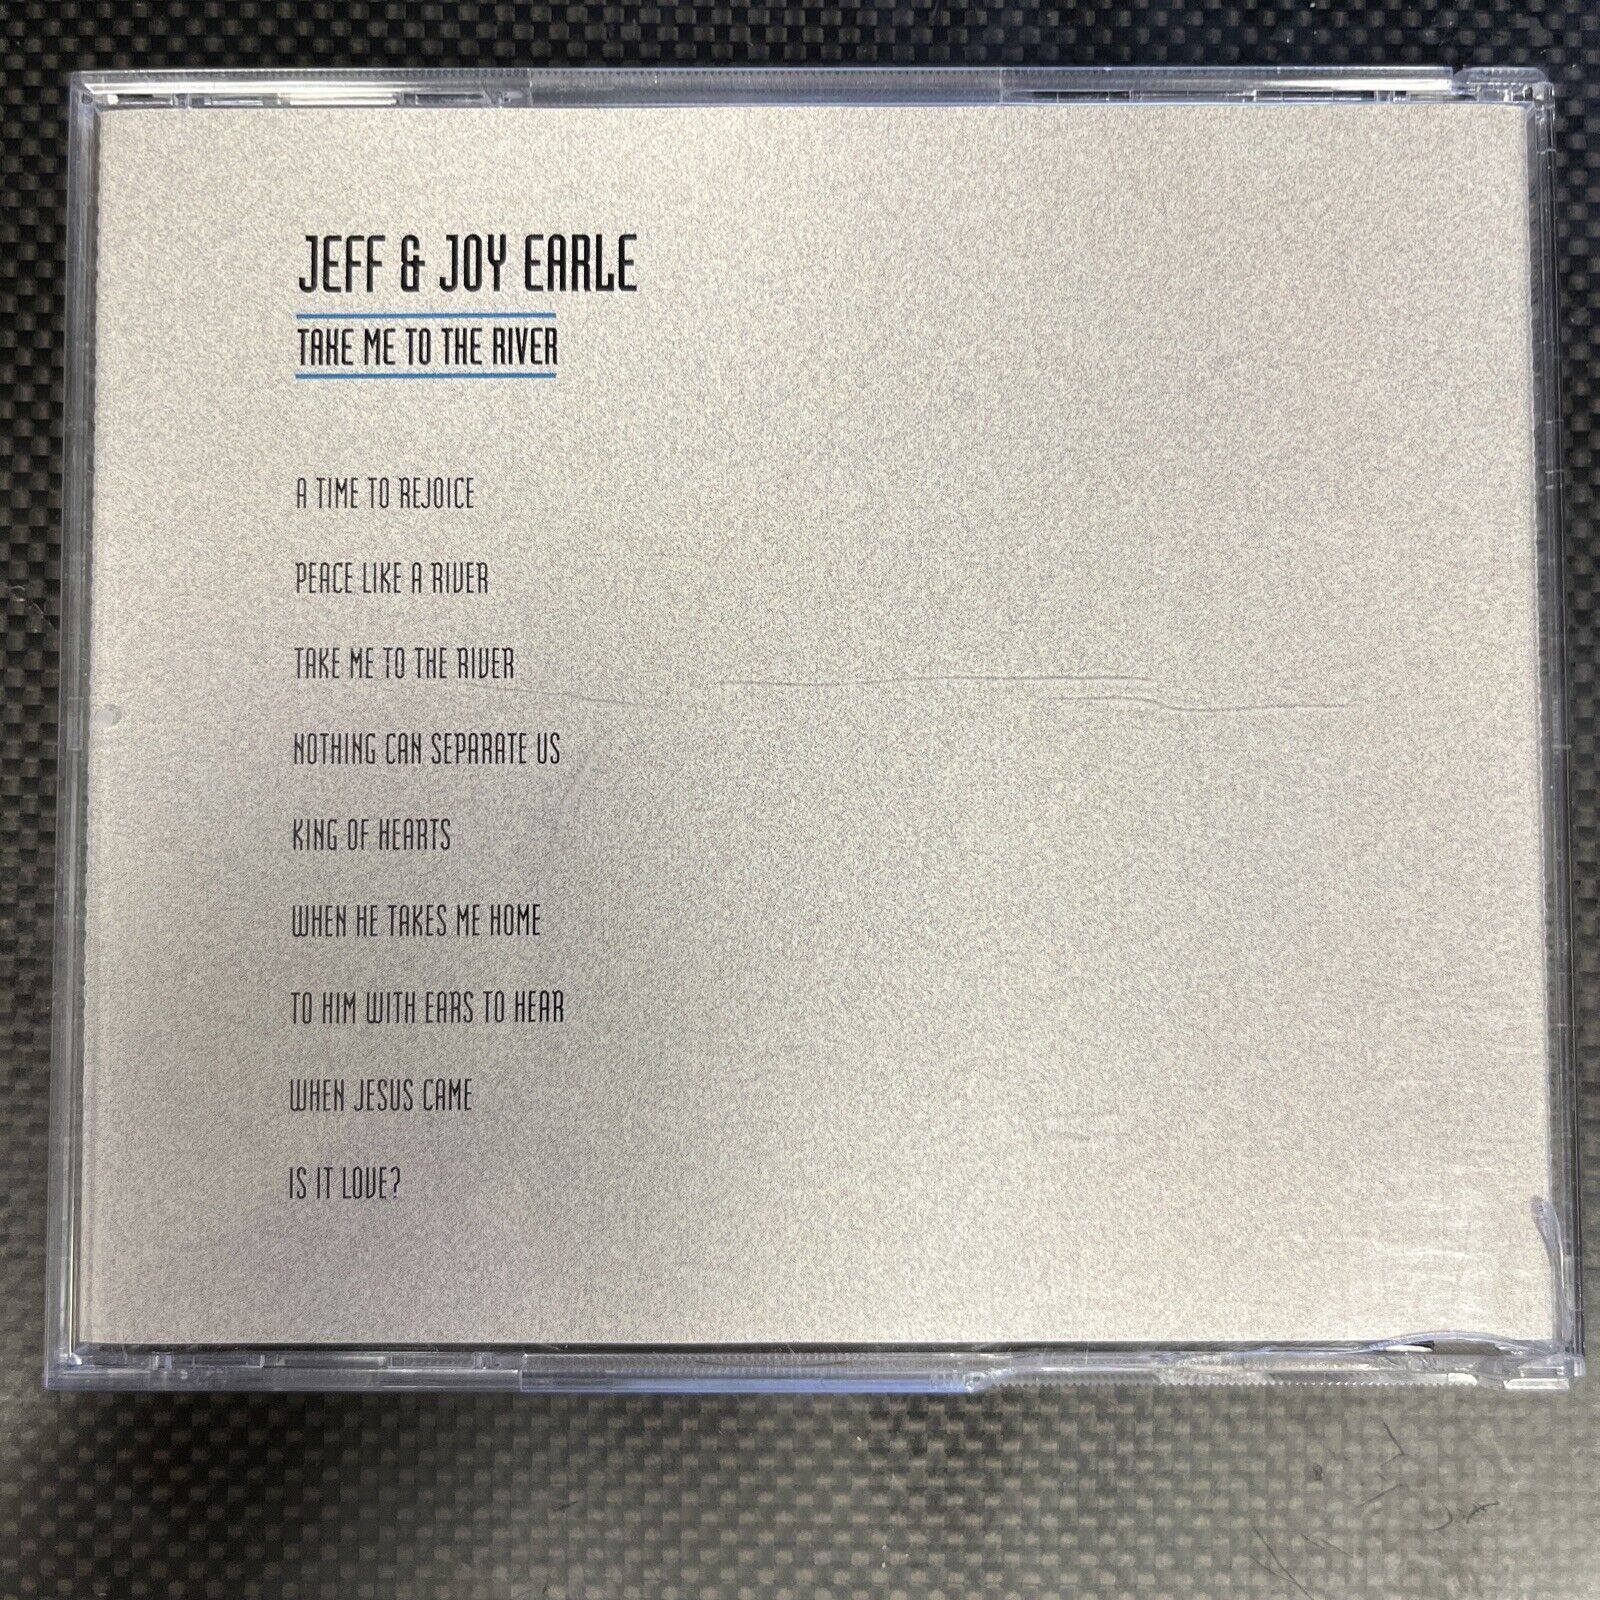 JEFF & JOY EARLE
TAKE ME TO THE RIVER
A TIME TO REJOICE
PEACE LIKE A RIVER
TAKE ME TO THE RIVER
NOTHING CAN SEPARATE US
KING OF HEARTS
WHEN HE TAKES ME HOME
TO HIM WITH EARS TO HEAR
WHEN JESUS CAME
IS IT LOVE?